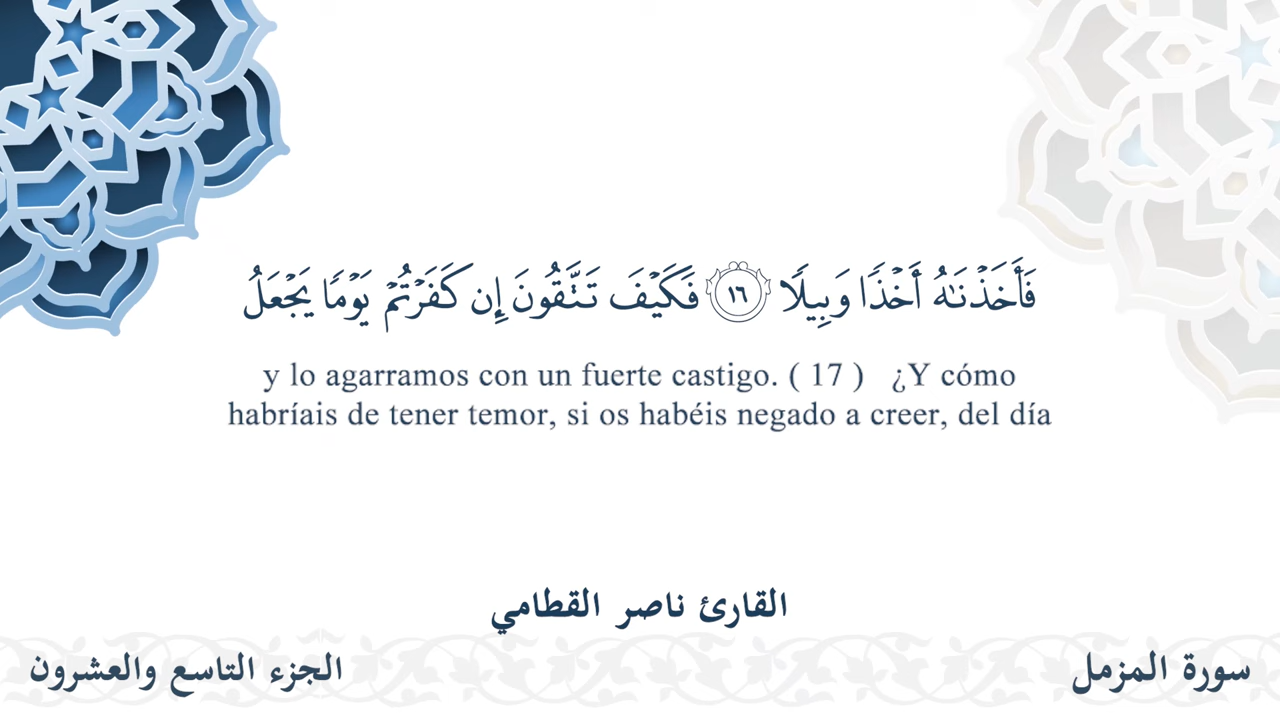 فَأَخَذْنَـٰهُ أَخْذًا وَبِيلًا ١٦ فَكَيْفَ تَتَّقُونَ إِن كَفَرْتُمْ يَوْمًا يَجْعَلُ
y lo agarramos con un fuerte castigo. ( 17 ) ¿Y cómo
habríais de tener temor, si os habéis negado a creer, del día
القارئ ناصر القطامي
سورة المزمل
الجزء التاسع والعشرون